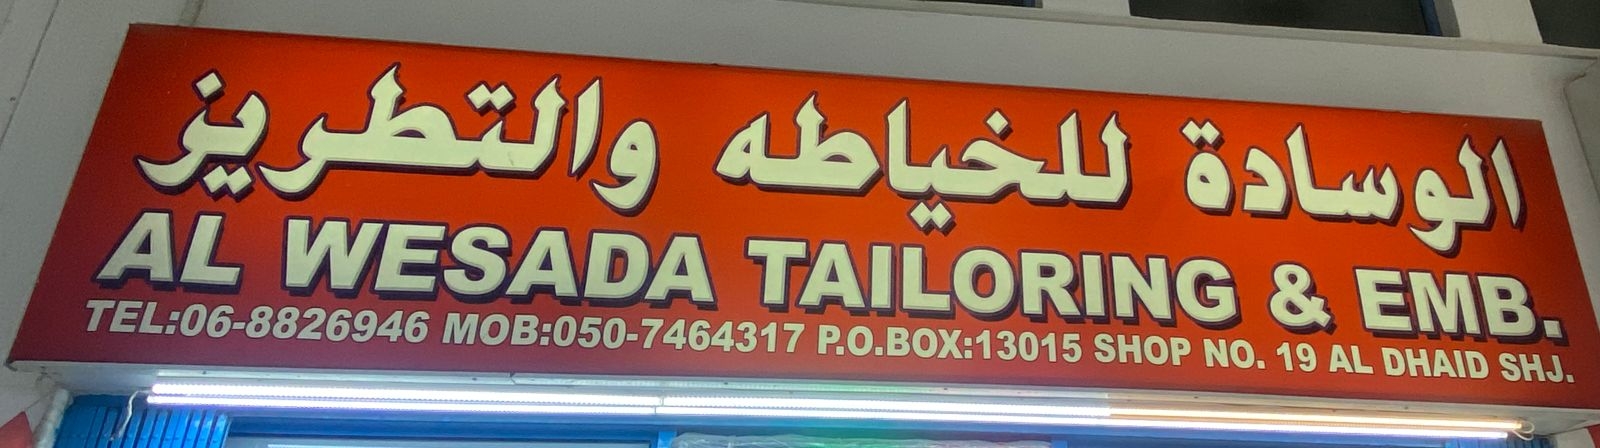 الوسادة للخياطه والتطريز
AL WESADA TAILORING & EMB.
TEL:06-8826946 MOB:050-7464317 P.O.BOX:13015 SHOP NO. 19 AL DHAID SHJ.